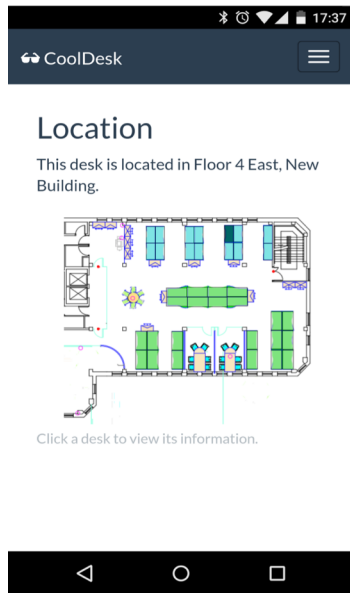 17:37
CoolDesk
Location
This desk is located in Floor 4 East, New
Building.
Click a desk to view its information.